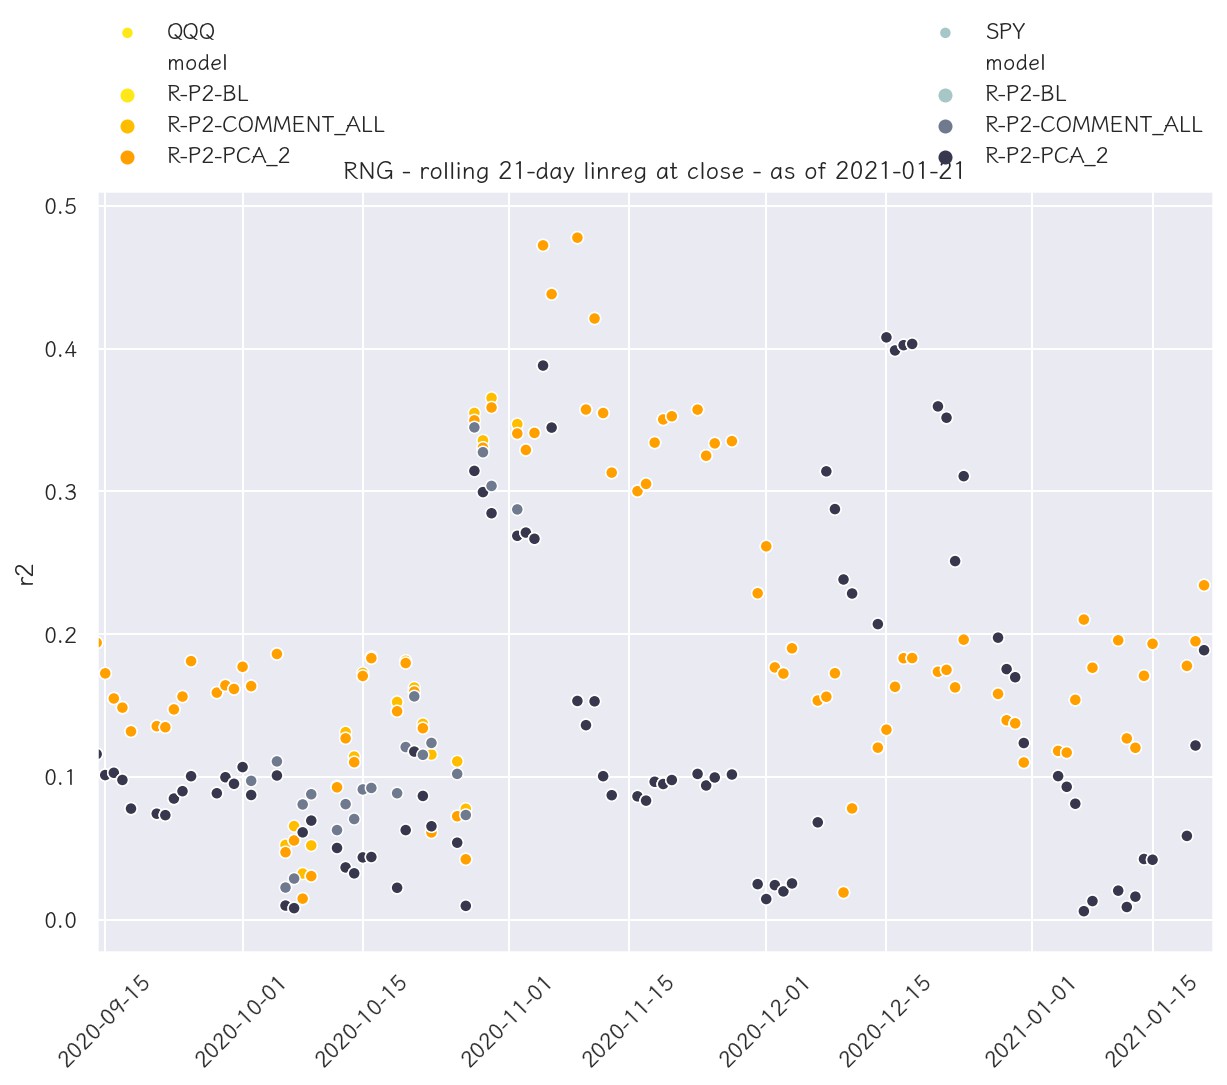 QQQ
model
R-P2-BL
R-P2-COMMENT_ALL
R-P2-PCA_2
SPY
model
R-P2-BL
R-P2-COMMENT_ALL
R-P2-PCA_2
RNG - rolling 21-day linreg at close - as of 2021-01-21
0.5
0.4
0.3
0.2
0.1
0.0
r2
2020-09-15
2020-10-01
2020-10-15
2020-11-01
2020-11-15
2020-12-01
2020-12-15
2021-01-01
2021-01-15